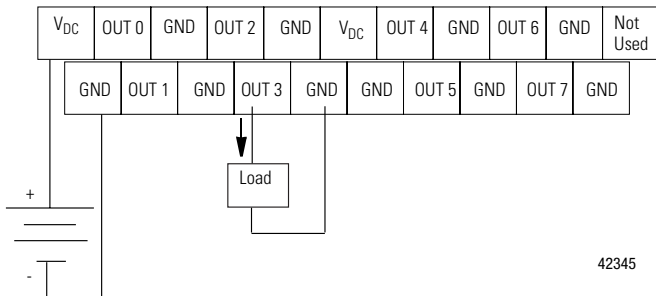 VDC OUT 0 GND OUT 2 GND VDC OUT 4 GND OUT 6 GND Not Used
GND OUT 1 GND OUT 3 GND GND OUT 5 GND OUT 7 GND
Load
+
-
42345